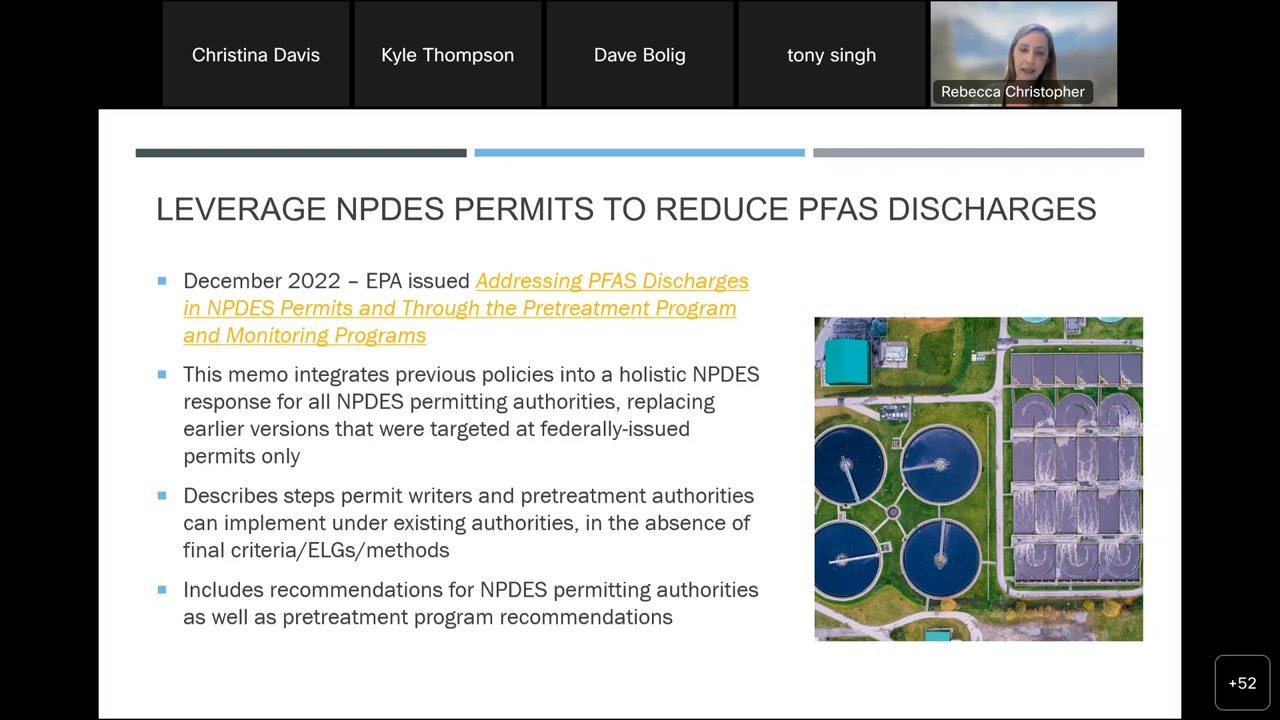 Christina Davis
Kyle Thompson
Dave Bolig
tony singh
Rebecca Christopher
LEVERAGE NPDES PERMITS TO REDUCE PFAS DISCHARGES
December 2022 – EPA issued Addressing PFAS Discharges
in NPDES Permits and Through the Pretreatment Program
and Monitoring Programs
This memo integrates previous policies into a holistic NPDES
response for all NPDES permitting authorities, replacing
earlier versions that were targeted at federally-issued
permits only
Describes steps permit writers and pretreatment authorities
can implement under existing authorities, in the absence of
final criteria/ELGs/methods
Includes recommendations for NPDES permitting authorities
as well as pretreatment program recommendations
+52